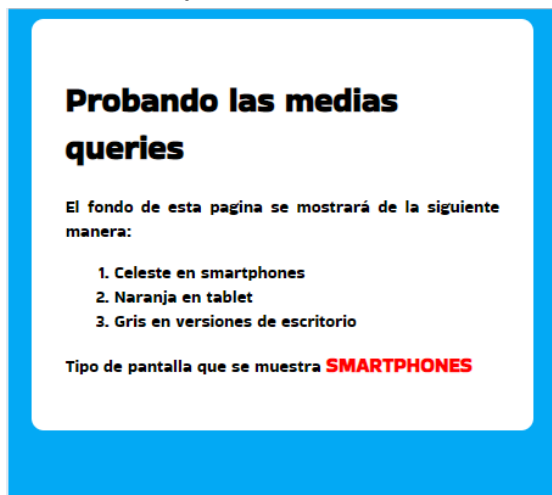 Probando las medias
queries
El fondo de esta pagina se mostrará de la siguiente
manera:
1. Celeste en smartphones
2. Naranja en tablet
3. Gris en versiones de escritorio
Tipo de pantalla que se muestra SMARTPHONES